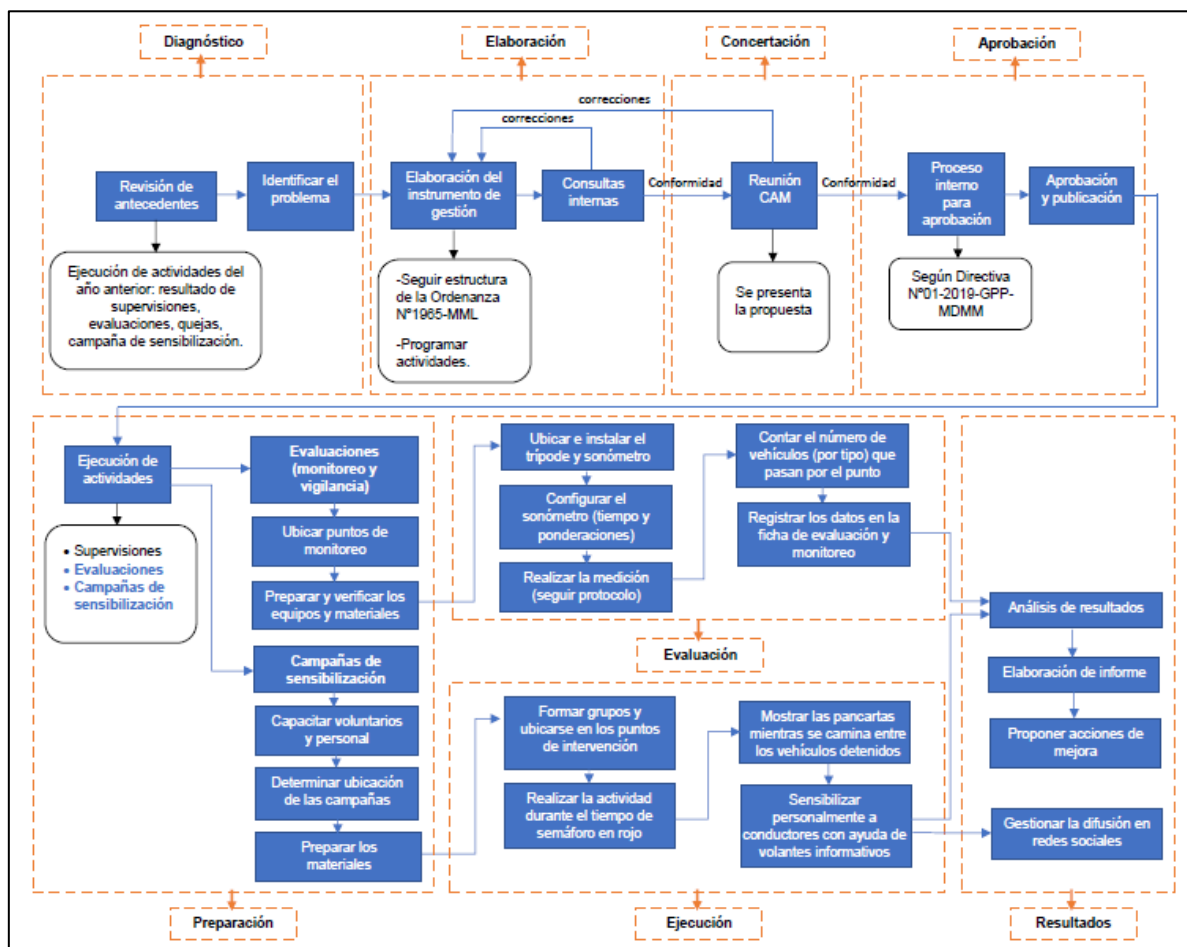 Diagnóstico
Elaboración
Concertación
Aprobación
correcciones
correcciones
Revisión de
antecedentes
Identificar el
problema
Elaboración del
instrumento de
gestión
Consultas
internas
Conformidad
Reunión
CAM
Conformidad
Proceso
interno para
aprobación
Aprobación
y publicación
Ejecución de actividades del
año anterior: resultado de
supervisiones,
evaluaciones, quejas,
campaña de sensibilización.
-Seguir estructura
de la Ordenanza
Nº1965-MML
-Programar
actividades.
Se presenta
la propuesta
Según Directiva
Nº01-2019-GPP-
MDMM
Ejecución de
actividades
• Supervisiones
• Evaluaciones
• Campañas de
sensibilización
Evaluaciones
(monitoreo y
vigilancia)
Ubicar puntos de
monitoreo
Preparar y verificar los
equipos y materiales
Campañas de
sensibilización
Capacitar voluntarios
y personal
Determinar ubicación
de las campañas
Preparar los
materiales
Preparación
Ubicar e instalar el
trípode y sonómetro
Configurar el
sonómetro (tiempo y
ponderaciones)
Realizar la medición
(seguir protocolo)
Contar el número de
vehículos (por tipo) que
pasan por el punto
Registrar los datos en la
ficha de evaluación y
monitoreo
Evaluación
Formar grupos y
ubicarse en los puntos
de intervención
Realizar la actividad
durante el tiempo de
semáforo en rojo
Mostrar las pancartas
mientras se camina entre
los vehículos detenidos
Sensibilizar
personalmente a
conductores con ayuda de
volantes informativos
Ejecución
Análisis de resultados
Elaboración de informe
Proponer acciones de
mejora
Gestionar la difusión en
redes sociales
Resultados